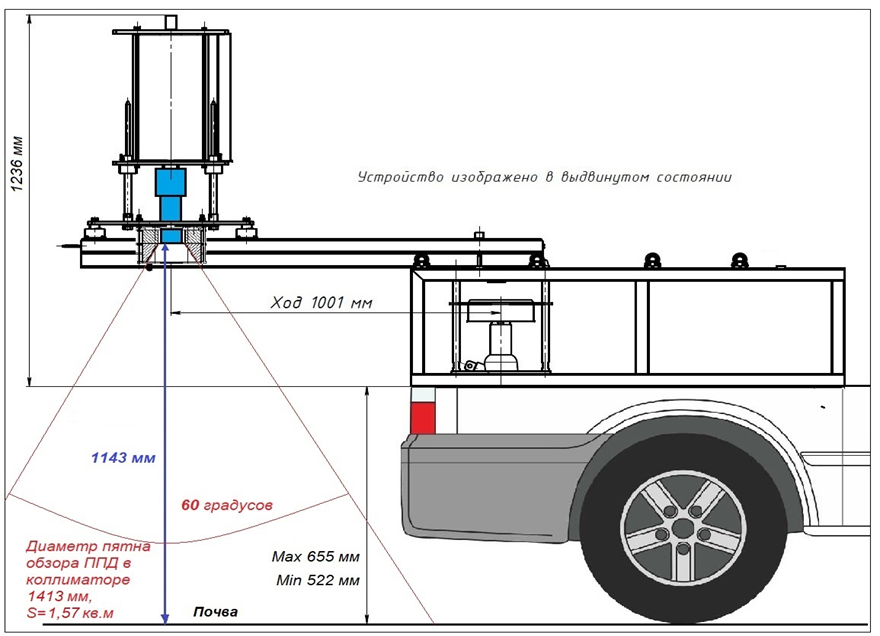 1236 мм
Устройство изображено в выдвинутом состоянии
Ход 1001 мм
1143 мм
60 градусов
Диаметр пятна
обзора ППД в
коллиматоре
1413 мм,
S=1,57 кв.м
Max 655 мм
Min 522 мм
Почва